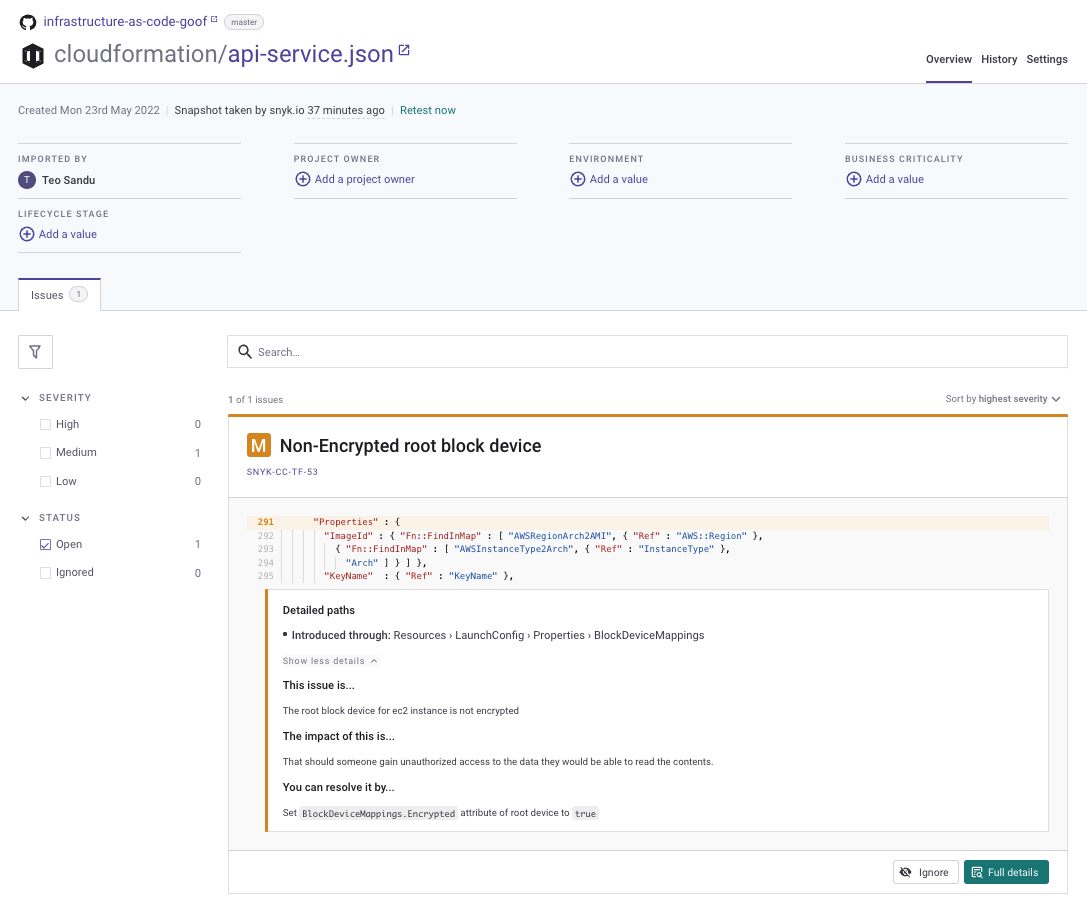 infrastructure-as-code-goof master
cloudformation/api-service.json
Overview History Settings
Created Mon 23rd May 2022 Snapshot taken by snyk.io 37 minutes ago Retest now
IMPORTED BY PROJECT OWNER ENVIRONMENT BUSINESS CRITICALITY
T Teo Sandu Add a project owner Add a value Add a value
LIFECYCLE STAGE
Add a value
Issues 1
Search...
SEVERITY
High 0
Medium 1
Low 0
STATUS
Open 1
Ignored 0
1 of 1 issues Sort by highest severity
M Non-Encrypted root block device
SNYK-CC-TF-53
291 "Properties" : {
292 "ImageId" : { "Fn::FindInMap" : [ "AWSRegionArch2AMI", { "Ref" : "AWS::Region" },
293 { "Fn::FindInMap" : [ "AWSInstanceType2Arch", { "Ref" : "InstanceType" },
294 "Arch" ] } ] },
295 "KeyName" : { "Ref" : "KeyName" },
Detailed paths
• Introduced through: Resources › LaunchConfig › Properties › BlockDeviceMappings
Show less details
This issue is...
The root block device for ec2 instance is not encrypted
The impact of this is...
That should someone gain unauthorized access to the data they would be able to read the contents.
You can resolve it by...
Set BlockDeviceMappings.Encrypted attribute of root device to true
Ignore Full details